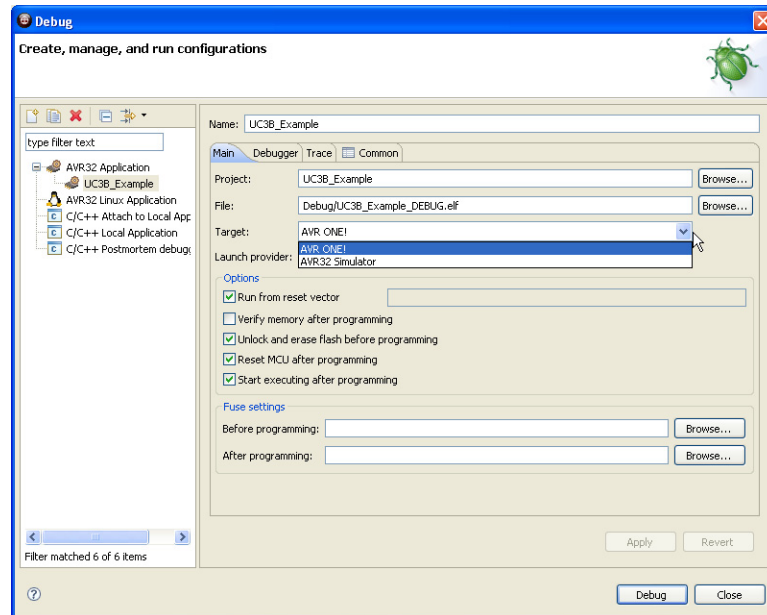 Debug
Create, manage, and run configurations
type filter text
AVR32 Application
UC3B_Example
AVR32 Linux Application
C/C++ Attach to Local App
C/C++ Local Application
C/C++ Postmortem debugg
Filter matched 6 of 6 items
Name: UC3B_Example
Main Debugger Trace Common
Project: UC3B_Example Browse...
File: Debug/UC3B_Example_DEBUG.elf Browse...
Target: AVR ONE!
AVR ONE!
Launch provider: AVR32 Simulator
Options
Run from reset vector
Verify memory after programming
Unlock and erase flash before programming
Reset MCU after programming
Start executing after programming
Fuse settings
Before programming: Browse...
After programming: Browse...
Apply Revert
? Debug Close